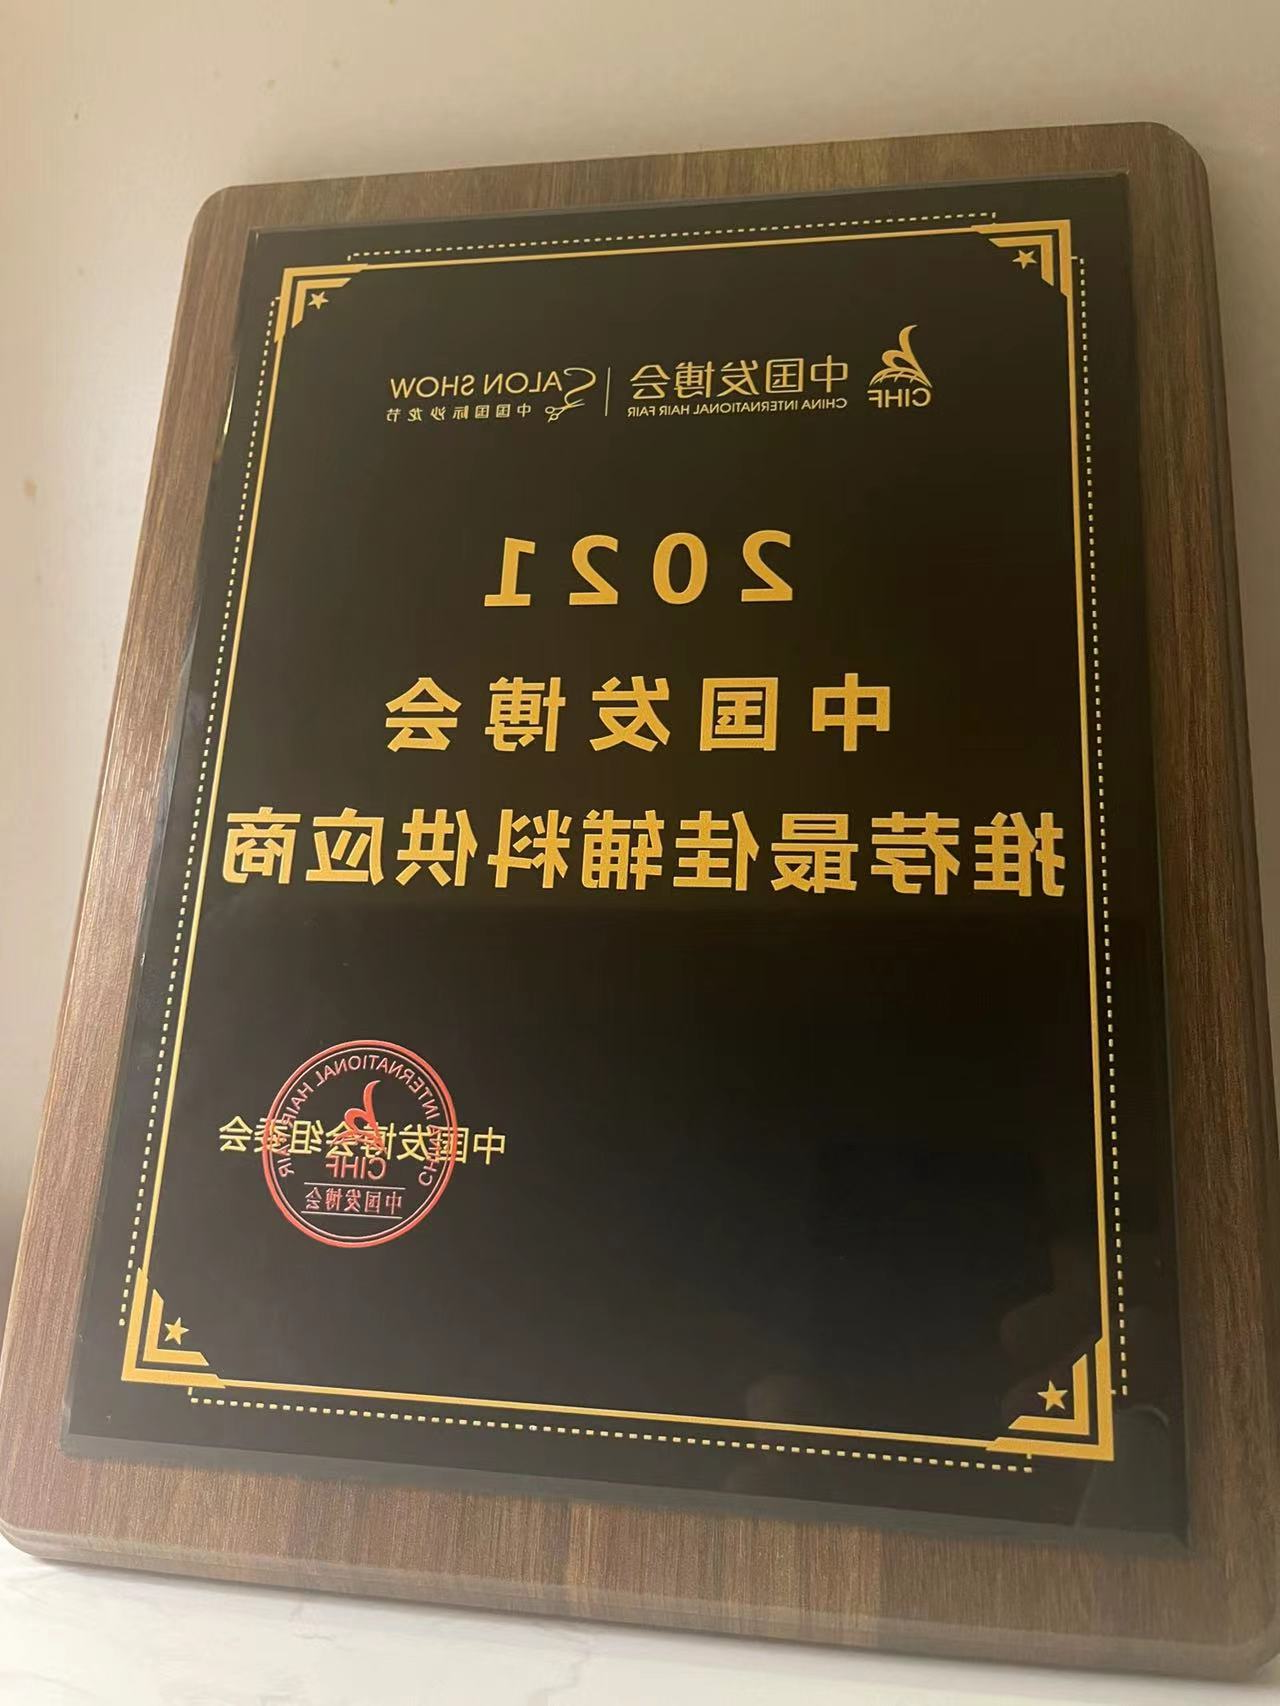 CIHF
中国发博会
CHINA INTERNATIONAL HAIR FAIR
SALON SHOW
中国国际沙龙节
2021
中国发博会
推荐最佳辅料供应商
中国发博会组委会
CHINA INTERNATIONAL HAIR FAIR
CIHF
中国发博会